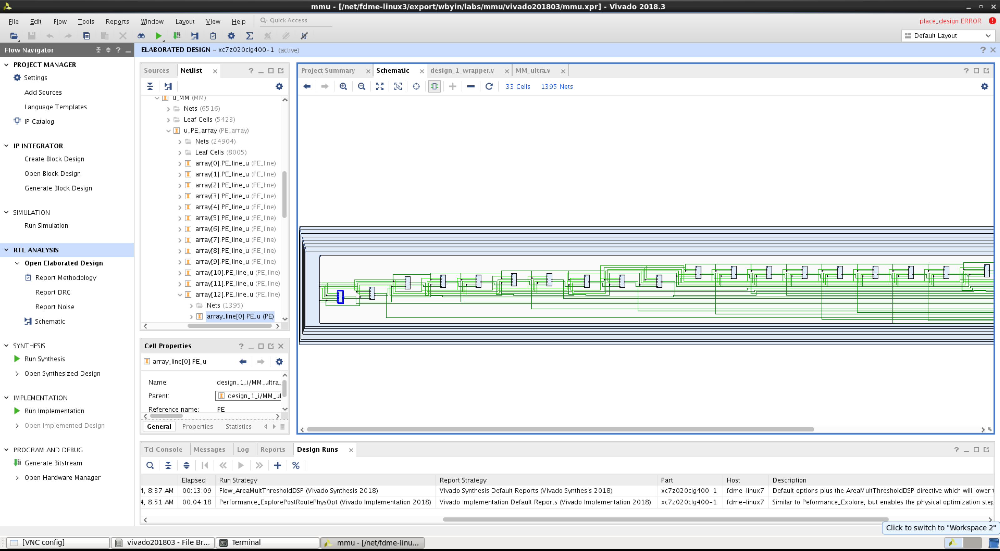 mmu - [/net/fdme-linux3/export/wbyin/labs/mmu/vivado201803/mmu.xpr] - Vivado 2018.3
File Edit Flow Tools Reports Window Layout View Help Quick Access
place_design ERROR
Default Layout
Flow Navigator
ELABORATED DESIGN - xc7z020clg400-1 (active)
PROJECT MANAGER
Settings
Add Sources
Language Templates
IP Catalog
IP INTEGRATOR
Create Block Design
Open Block Design
Generate Block Design
SIMULATION
Run Simulation
RTL ANALYSIS
Open Elaborated Design
Report Methodology
Report DRC
Report Noise
Schematic
SYNTHESIS
Run Synthesis
Open Synthesized Design
IMPLEMENTATION
Run Implementation
Open Implemented Design
PROGRAM AND DEBUG
Generate Bitstream
Open Hardware Manager
Sources Netlist
u_MM (MM)
Nets (6516)
Leaf Cells (5423)
u_PE_array (PE_array)
Nets (24904)
Leaf Cells (8005)
array[0].PE_line_u (PE_line)
array[1].PE_line_u (PE_line)
array[2].PE_line_u (PE_line)
array[3].PE_line_u (PE_line)
array[4].PE_line_u (PE_line)
array[5].PE_line_u (PE_line)
array[6].PE_line_u (PE_line)
array[7].PE_line_u (PE_line)
array[8].PE_line_u (PE_line)
array[9].PE_line_u (PE_line)
array[10].PE_line_u (PE_line)
array[11].PE_line_u (PE_line)
array[12].PE_line_u (PE_line)
Nets (1395)
array_line[0].PE_u (PE)
Cell Properties
array_line[0].PE_u
Name: design_1_i/MM_ultra_
Parent: design_1_i/MM_ul
Reference name: PE
General Properties Statistics
Project Summary Schematic design_1_wrapper.v MM_ultra.v
33 Cells 1395 Nets
Tcl Console Messages Log Reports Design Runs
Elapsed Run Strategy Report Strategy Part Host Description
4, 8:37 AM 00:13:09 Flow_AreaMultThresholdDSP (Vivado Synthesis 2018) Vivado Synthesis Default Reports (Vivado Synthesis 2018) xc7z020clg400-1 fdme-linux7 Default options plus the AreaMultThresholdDSP directive which will lower t
4, 8:51 AM 00:04:18 Performance_ExplorePostRoutePhysOpt (Vivado Implementation 2018) Vivado Implementation Default Reports (Vivado Implementation 2018) xc7z020clg400-1 fdme-linux7 Similar to Peformance_Explore, but enables the physical optimization step
Click to switch to "Workspace 2"
[VNC config] vivado201803 - File Br... Terminal mmu - [/net/fdme-linu...